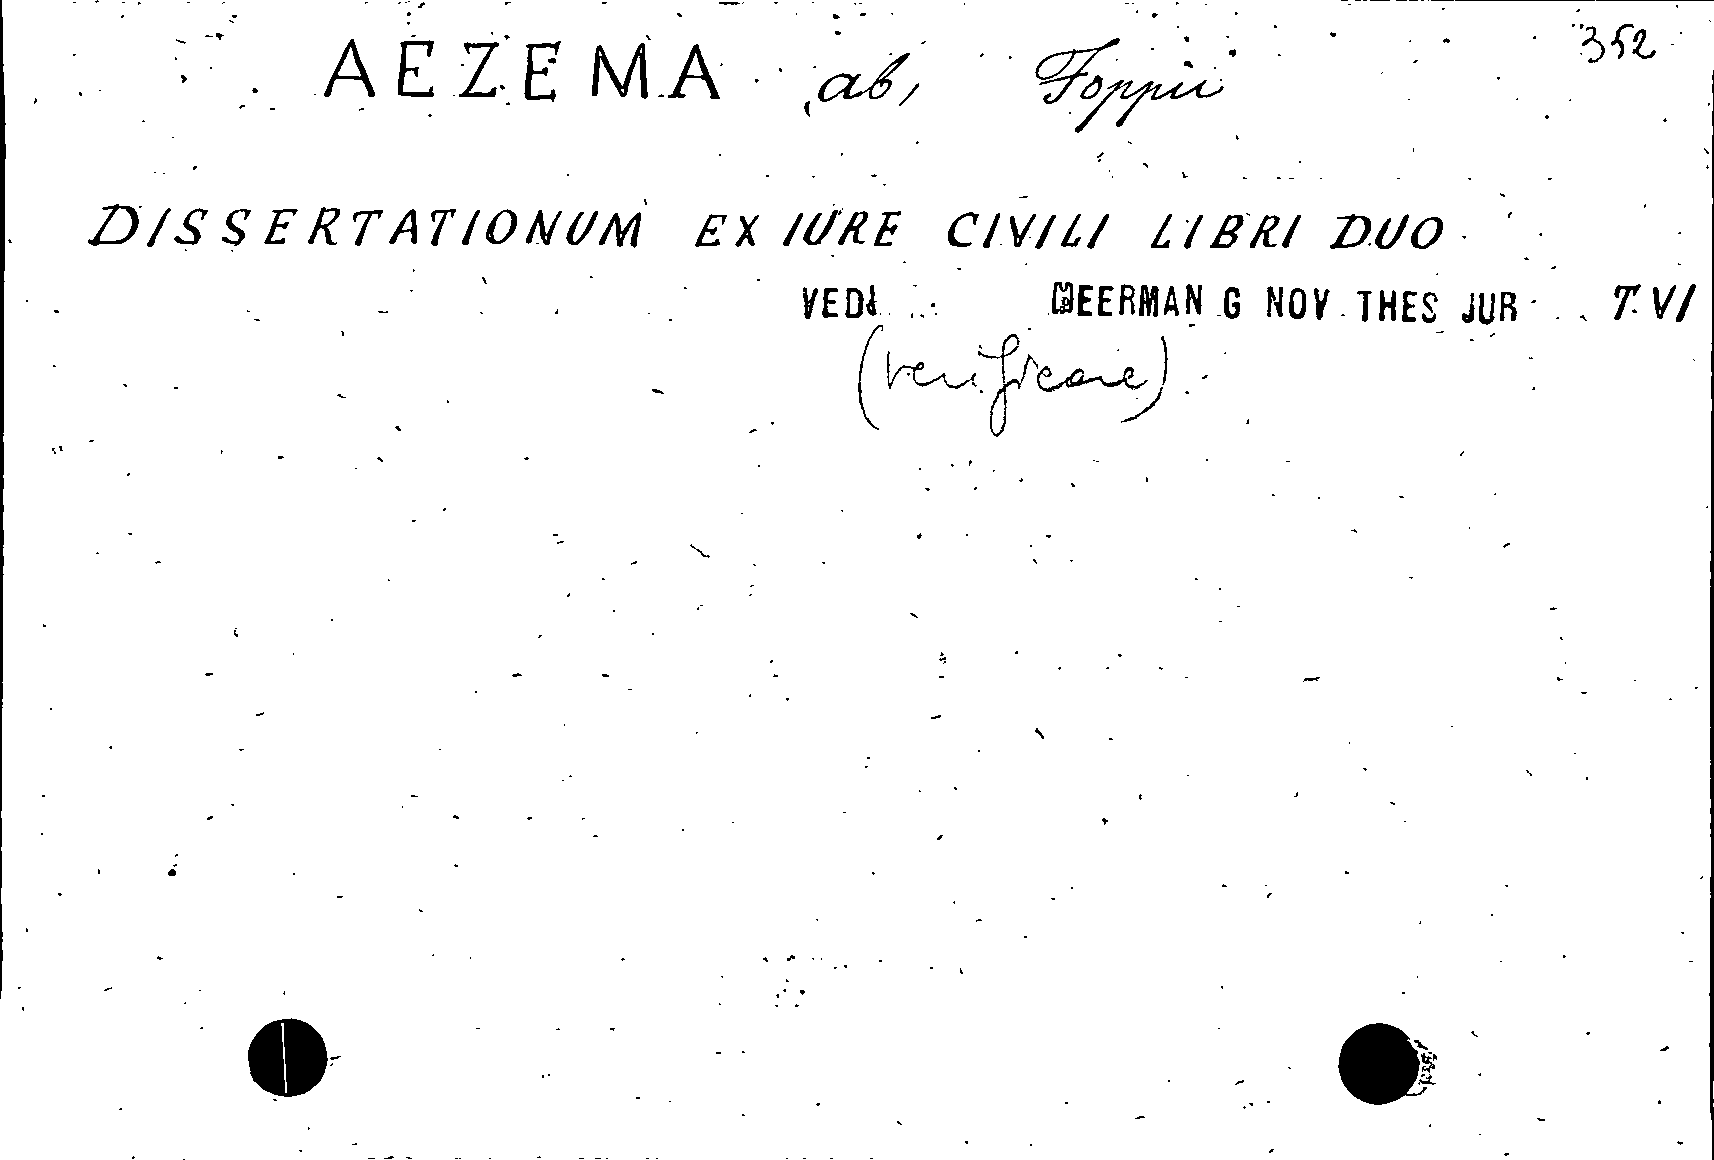 352
AEZEMA ab, Foppii
DISSERTATIONUM EX IURE CIVILI LIBRI DUO
VEDI MEERMAN G NOV THES JUR T. VI
(verificare)